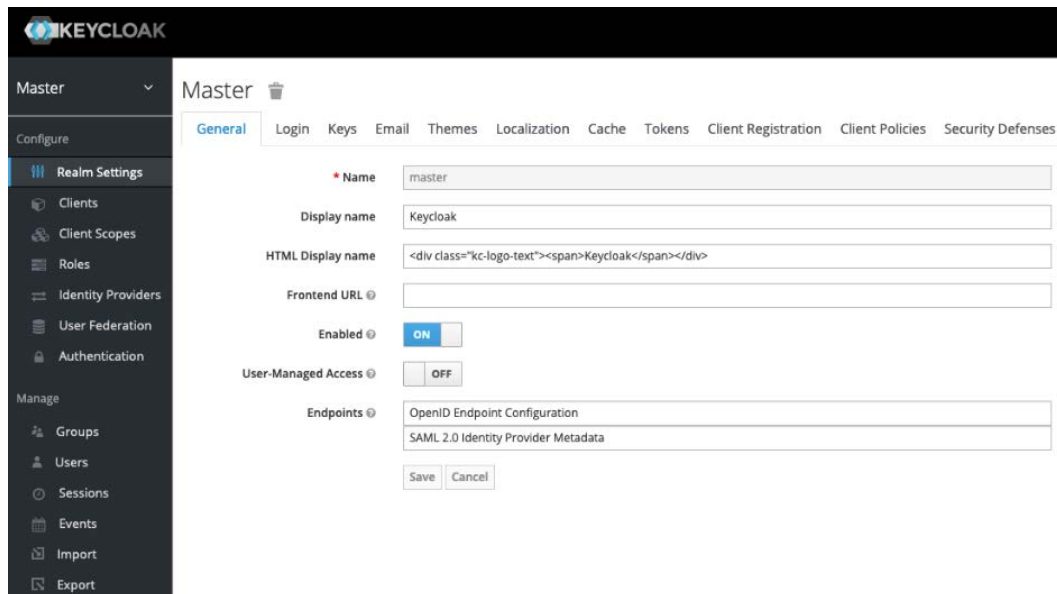 KEYCLOAK
Master
Configure
Realm Settings
Clients
Client Scopes
Roles
Identity Providers
User Federation
Authentication
Manage
Groups
Users
Sessions
Events
Import
Export
Master
General Login Keys Email Themes Localization Cache Tokens Client Registration Client Policies Security Defenses
* Name master
Display name Keycloak
HTML Display name <div class="kc-logo-text"><span>Keycloak</span></div>
Frontend URL
Enabled ON
User-Managed Access OFF
Endpoints OpenID Endpoint Configuration
SAML 2.0 Identity Provider Metadata
Save Cancel